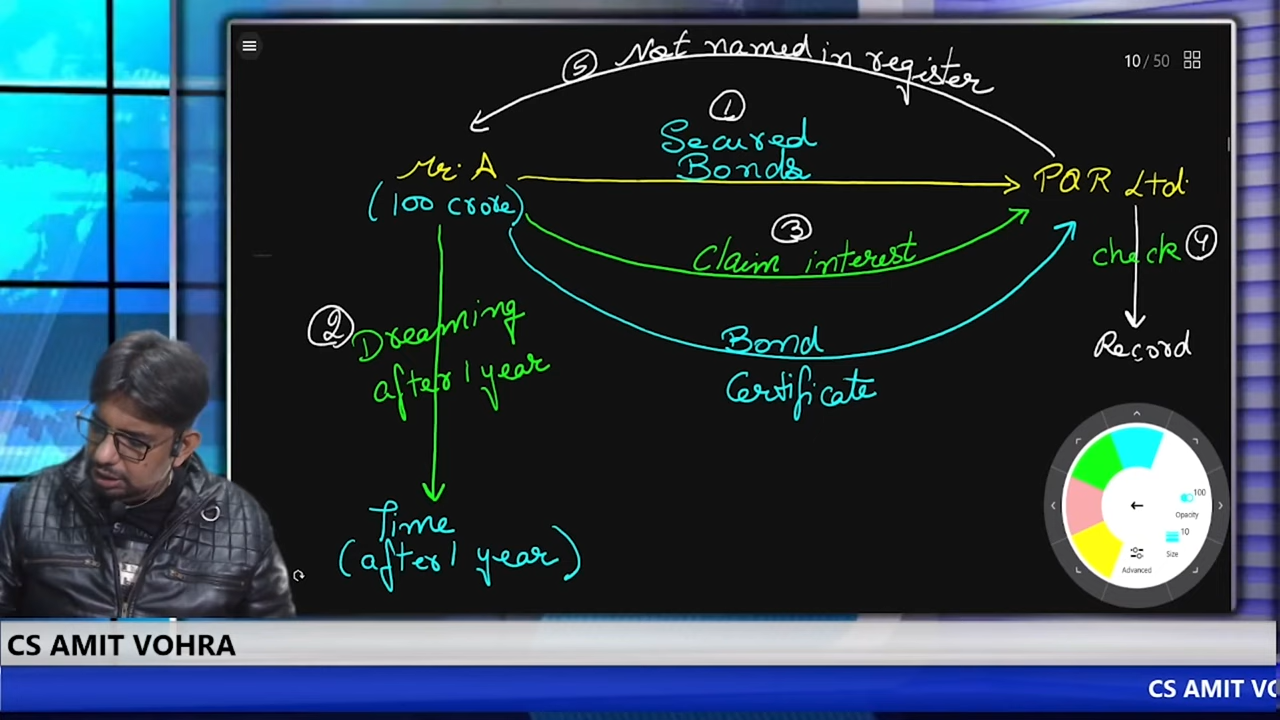 ⑤ Not named in register
10/50
①
Secured
Bonds
Mr. A
PQR Ltd.
(100 crore)
③
Claim interest
check ④
② Dreaming
after 1 year
Bond
Certificate
Record
100
Opacity
10
Size
Advanced
Time
(after 1 year)
CS AMIT VOHRA
CS AMIT VO